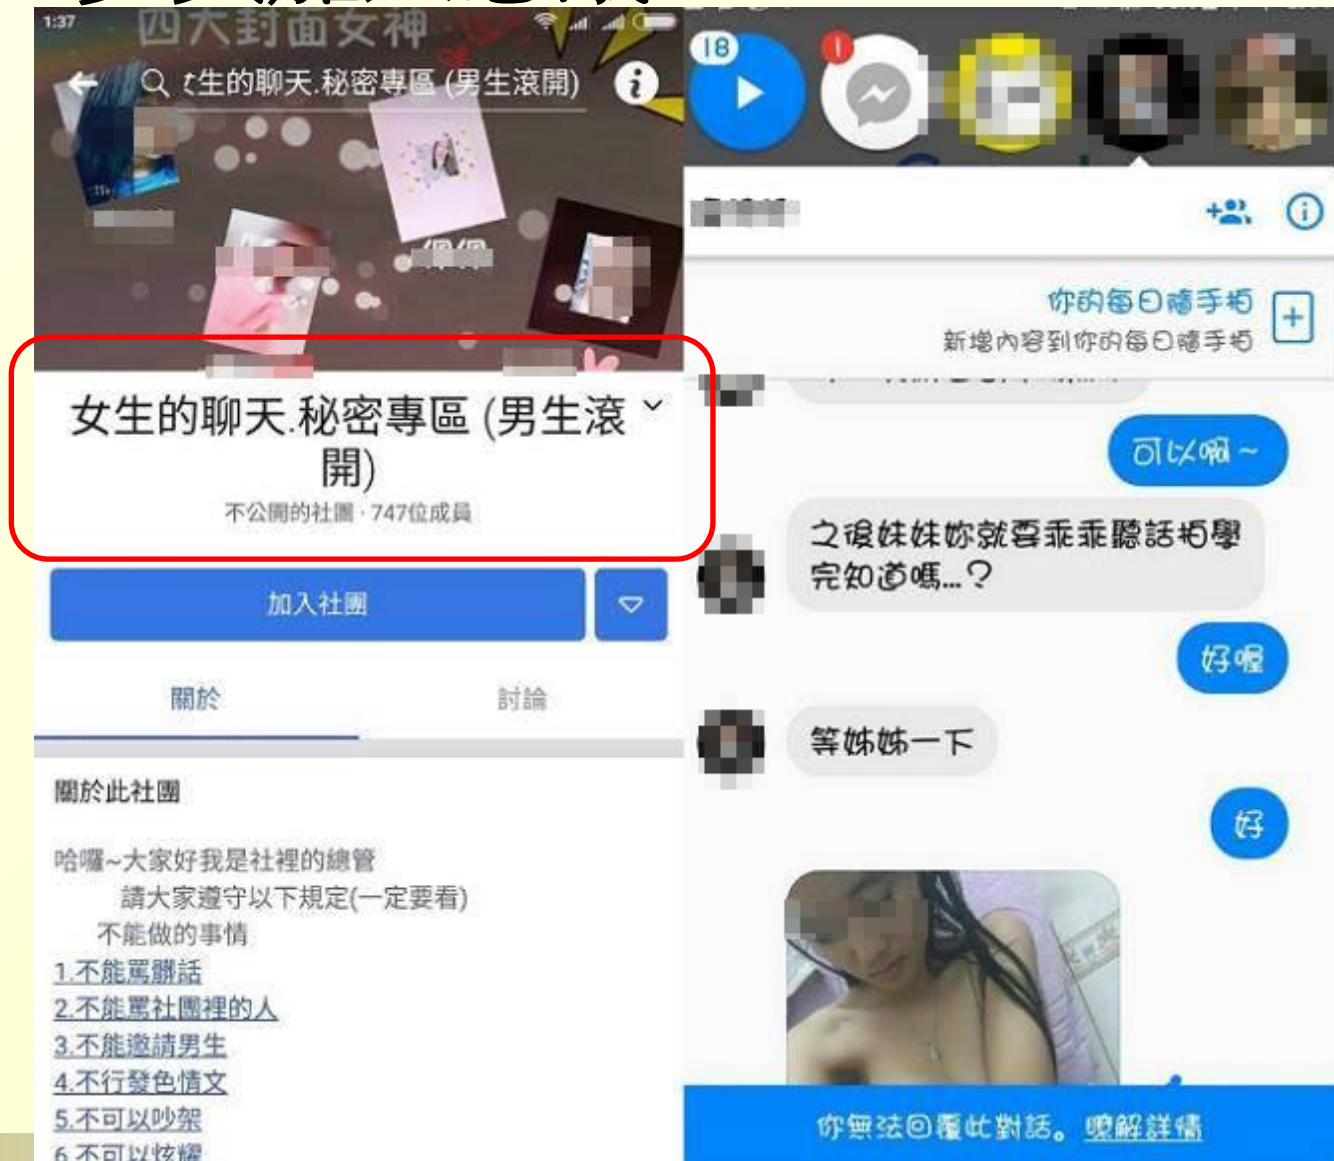 1:37
四大封面女神
生的聊天.秘密專區 (男生滾開)
女生的聊天.秘密專區 (男生滾
開)
不公開的社團 · 747位成員
加入社團
關於
討論
關於此社團
哈囉~大家好我是社裡的總管
請大家遵守以下規定(一定要看)
不能做的事情
1.不能罵髒話
2.不能罵社團裡的人
3.不能邀請男生
4.不行發色情文
5.不可以吵架
6.不可以炫耀
18
1
你的每日隨手拍
新增內容到你的每日隨手拍
可以啊~
之後妹妹妳就要乖乖聽話拍學
完知道嗎...?
好喔
等姊姊一下
好
你無法回覆此對話。瞭解詳情